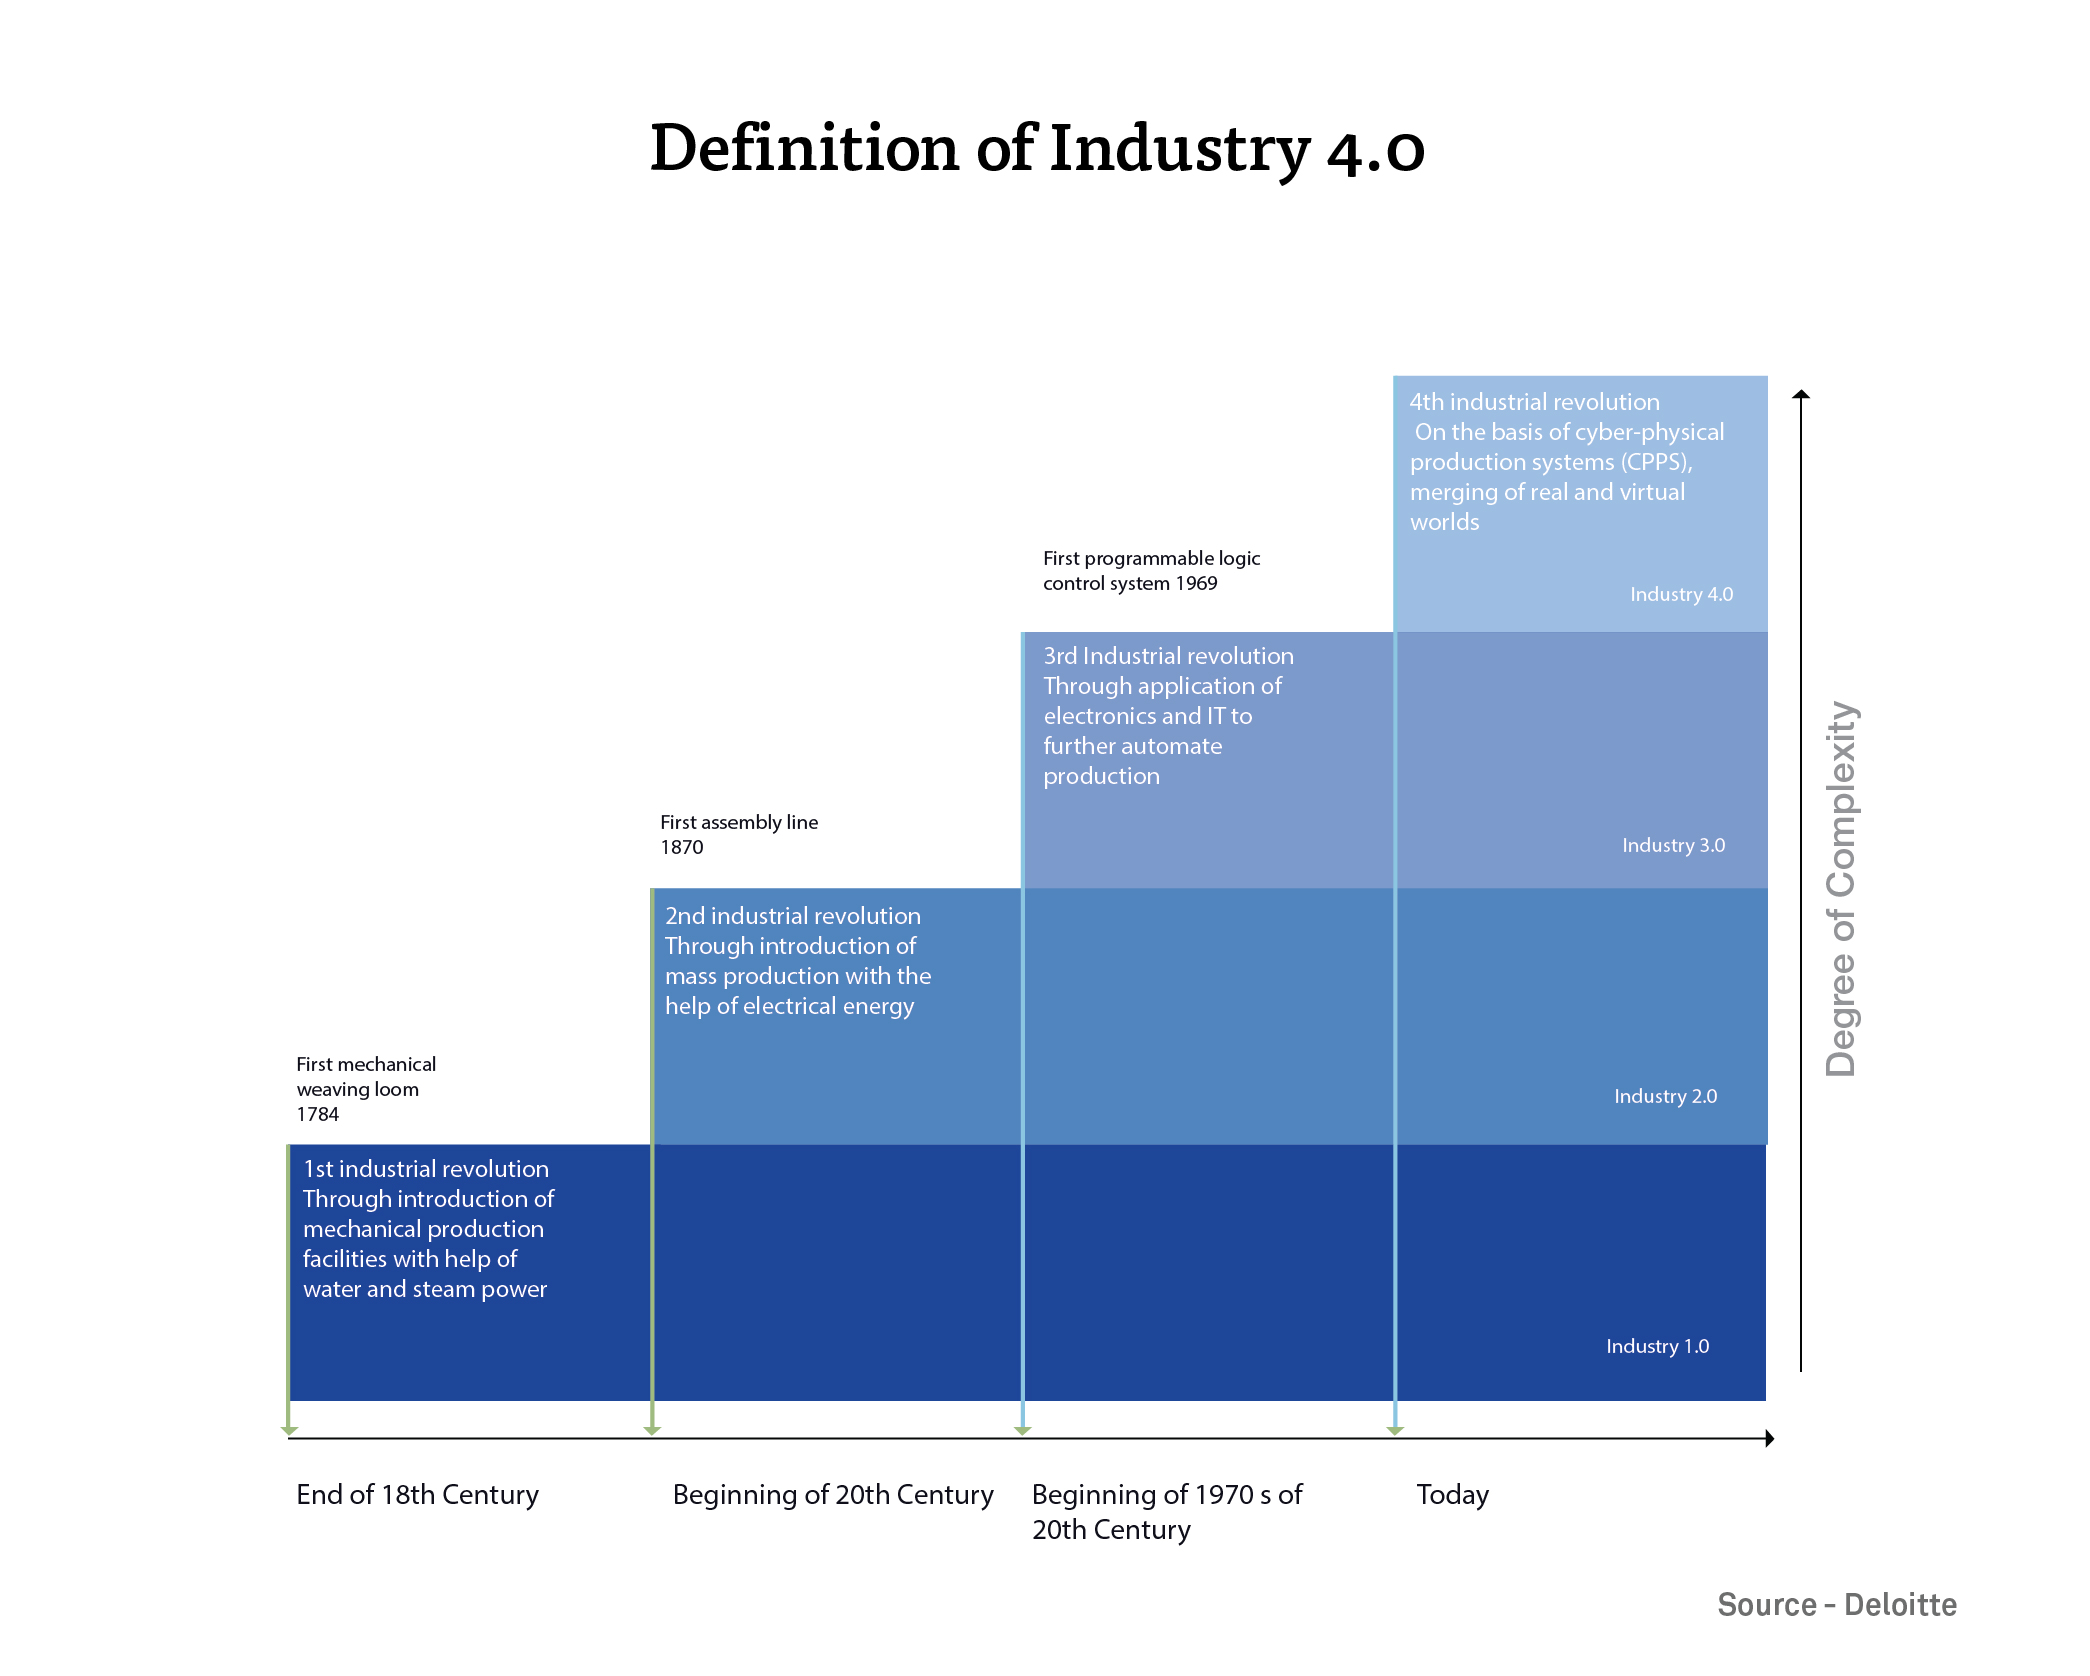 Definition of Industry 4.0
4th industrial revolution
On the basis of cyber-physical
production systems (CPPS),
merging of real and virtual
worlds
Industry 4.0
First programmable logic
control system 1969
3rd Industrial revolution
Through application of
electronics and IT to
further automate
production
Industry 3.0
First assembly line
1870
2nd industrial revolution
Through introduction of
mass production with the
help of electrical energy
Industry 2.0
First mechanical
weaving loom
1784
1st industrial revolution
Through introduction of
mechanical production
facilities with help of
water and steam power
Industry 1.0
Degree of Complexity
End of 18th Century
Beginning of 20th Century
Beginning of 1970 s of
20th Century
Today
Source - Deloitte